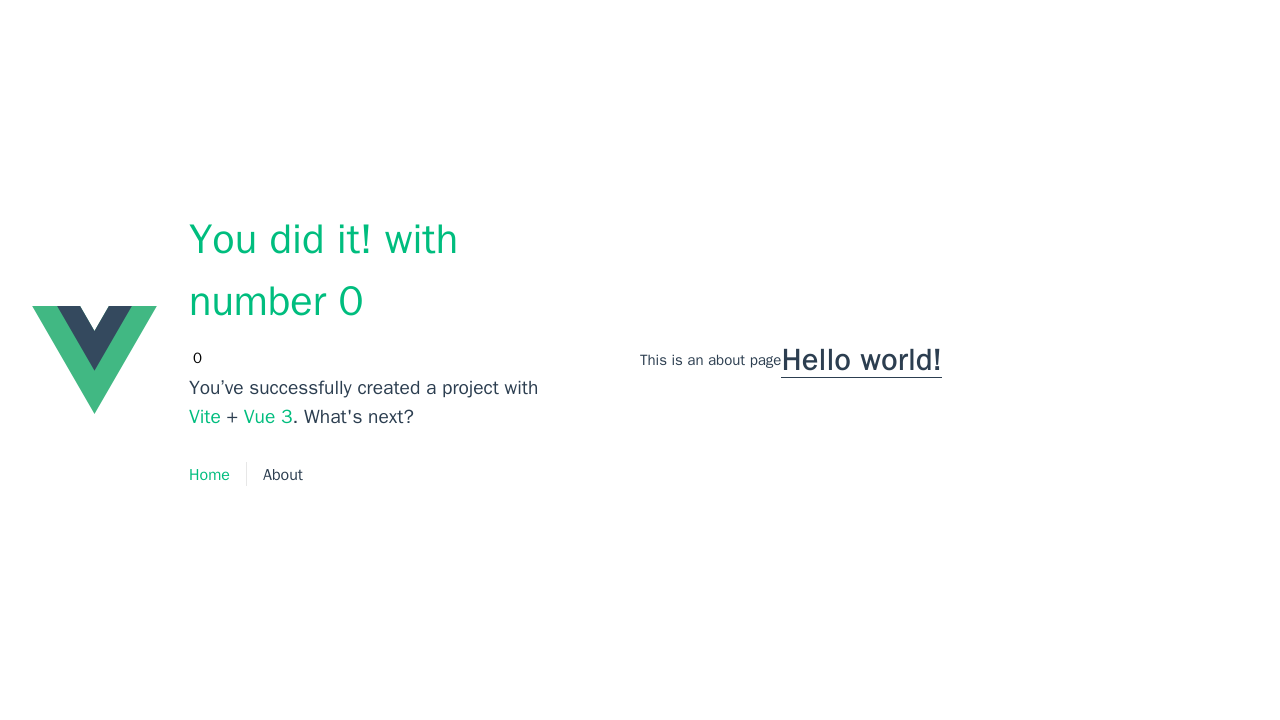 You did it! with
number 0
0
You’ve successfully created a project with
Vite + Vue 3. What's next?
Home
About
This is an about page
Hello world!